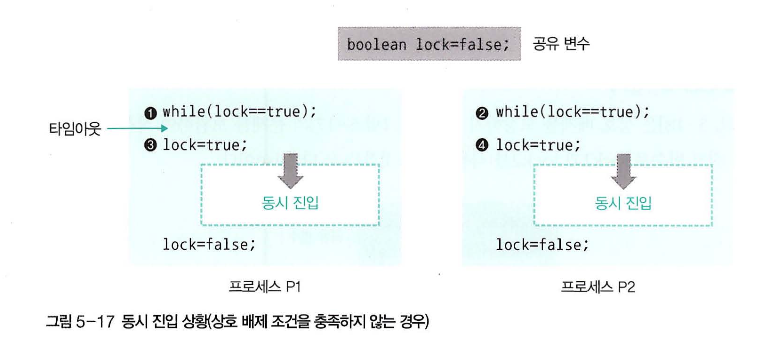 boolean lock=false; 공유 변수
❶ while(lock==true);
타임아웃
❸ lock=true;
동시 진입
lock=false;
프로세스 P1
❷ while(lock==true);
❹ lock=true;
동시 진입
lock=false;
프로세스 P2
그림 5-17 동시 진입 상황(상호 배제 조건을 충족하지 않는 경우)